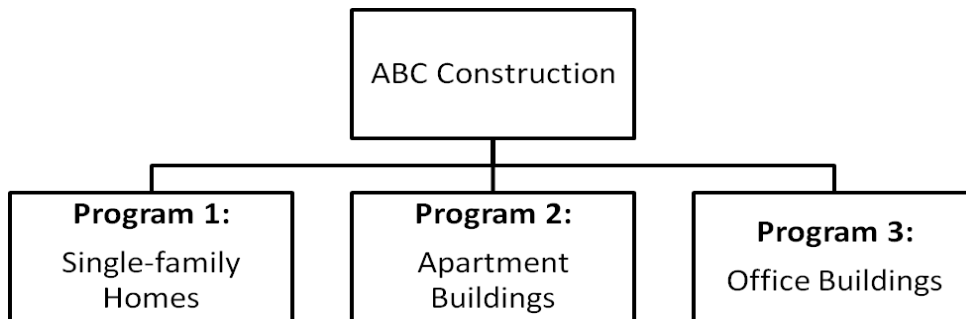 ABC Construction
Program 1:
Single-family
Homes
Program 2:
Apartment
Buildings
Program 3:
Office Buildings